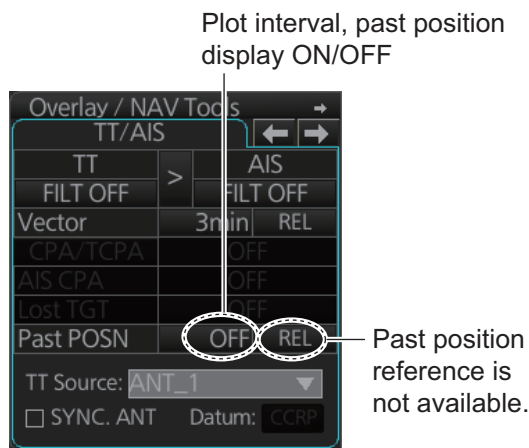 Plot interval, past position
display ON/OFF
Overlay / NAV Tools
TT/AIS
TT > AIS
FILT OFF FILT OFF
Vector 3min REL
CPA/TCPA OFF
AIS CPA OFF
Lost TGT OFF
Past POSN OFF REL
Past position
reference is
not available.
TT Source: ANT_1
SYNC. ANT Datum: CCRP